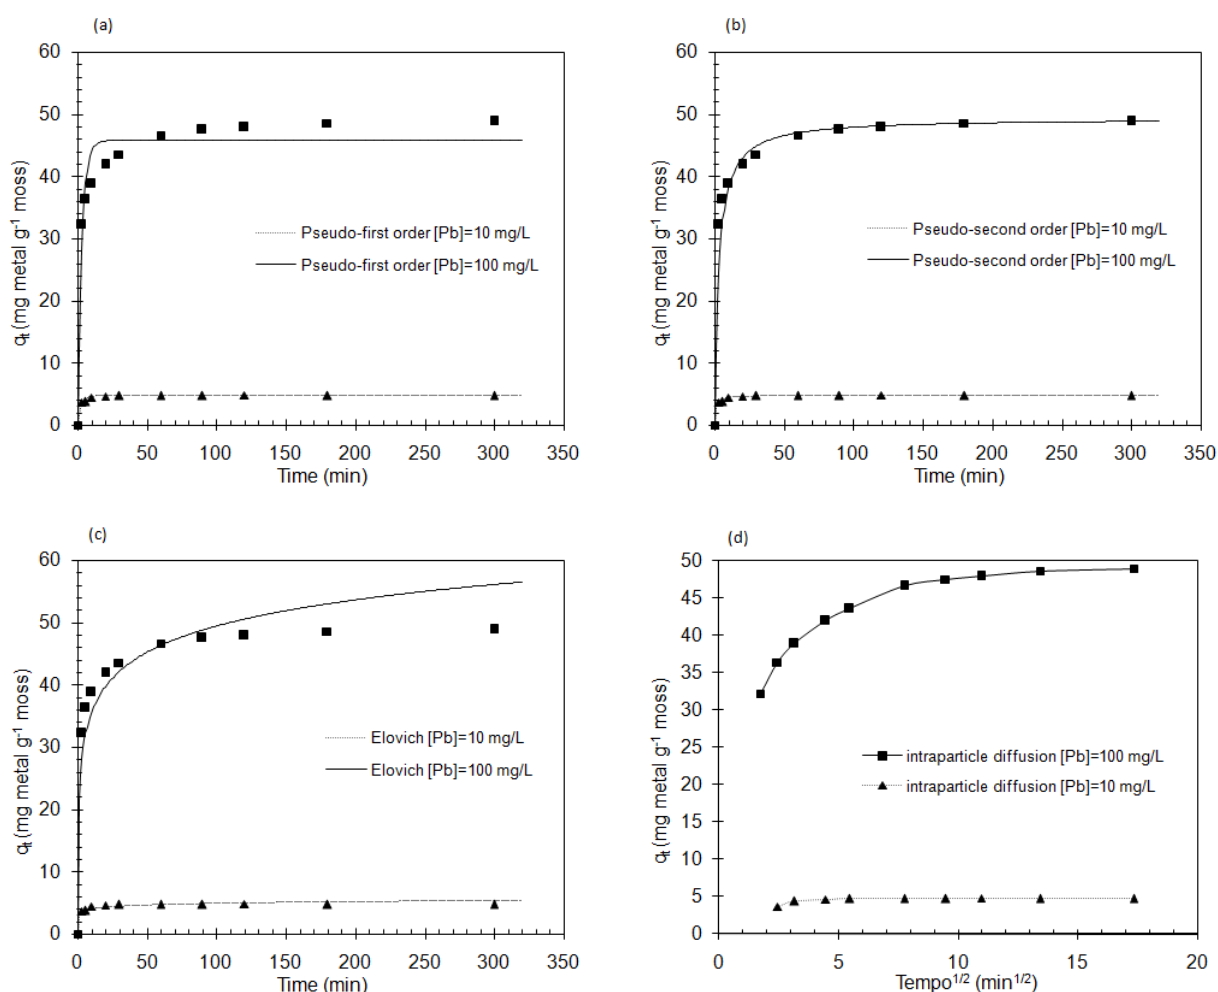 (a)
60
50
40
30
20
10
0
qt (mg metal g-1 moss)
Pseudo-first order [Pb]=10 mg/L
Pseudo-first order [Pb]=100 mg/L
0 50 100 150 200 250 300 350
Time (min)
(b)
60
50
40
30
20
10
0
qt (mg metal g-1 moss)
Pseudo-second order [Pb]=10 mg/L
Pseudo-second order [Pb]=100 mg/L
0 50 100 150 200 250 300 350
Time (min)
(c)
60
50
40
30
20
10
0
qt (mg metal g-1 moss)
Elovich [Pb]=10 mg/L
Elovich [Pb]=100 mg/L
0 50 100 150 200 250 300 350
Time (min)
(d)
50
45
40
35
30
25
20
15
10
5
0
qt (mg metal g-1 moss)
intraparticle diffusion [Pb]=100 mg/L
intraparticle diffusion [Pb]=10 mg/L
0 5 10 15 20
Tempo1/2 (min1/2)